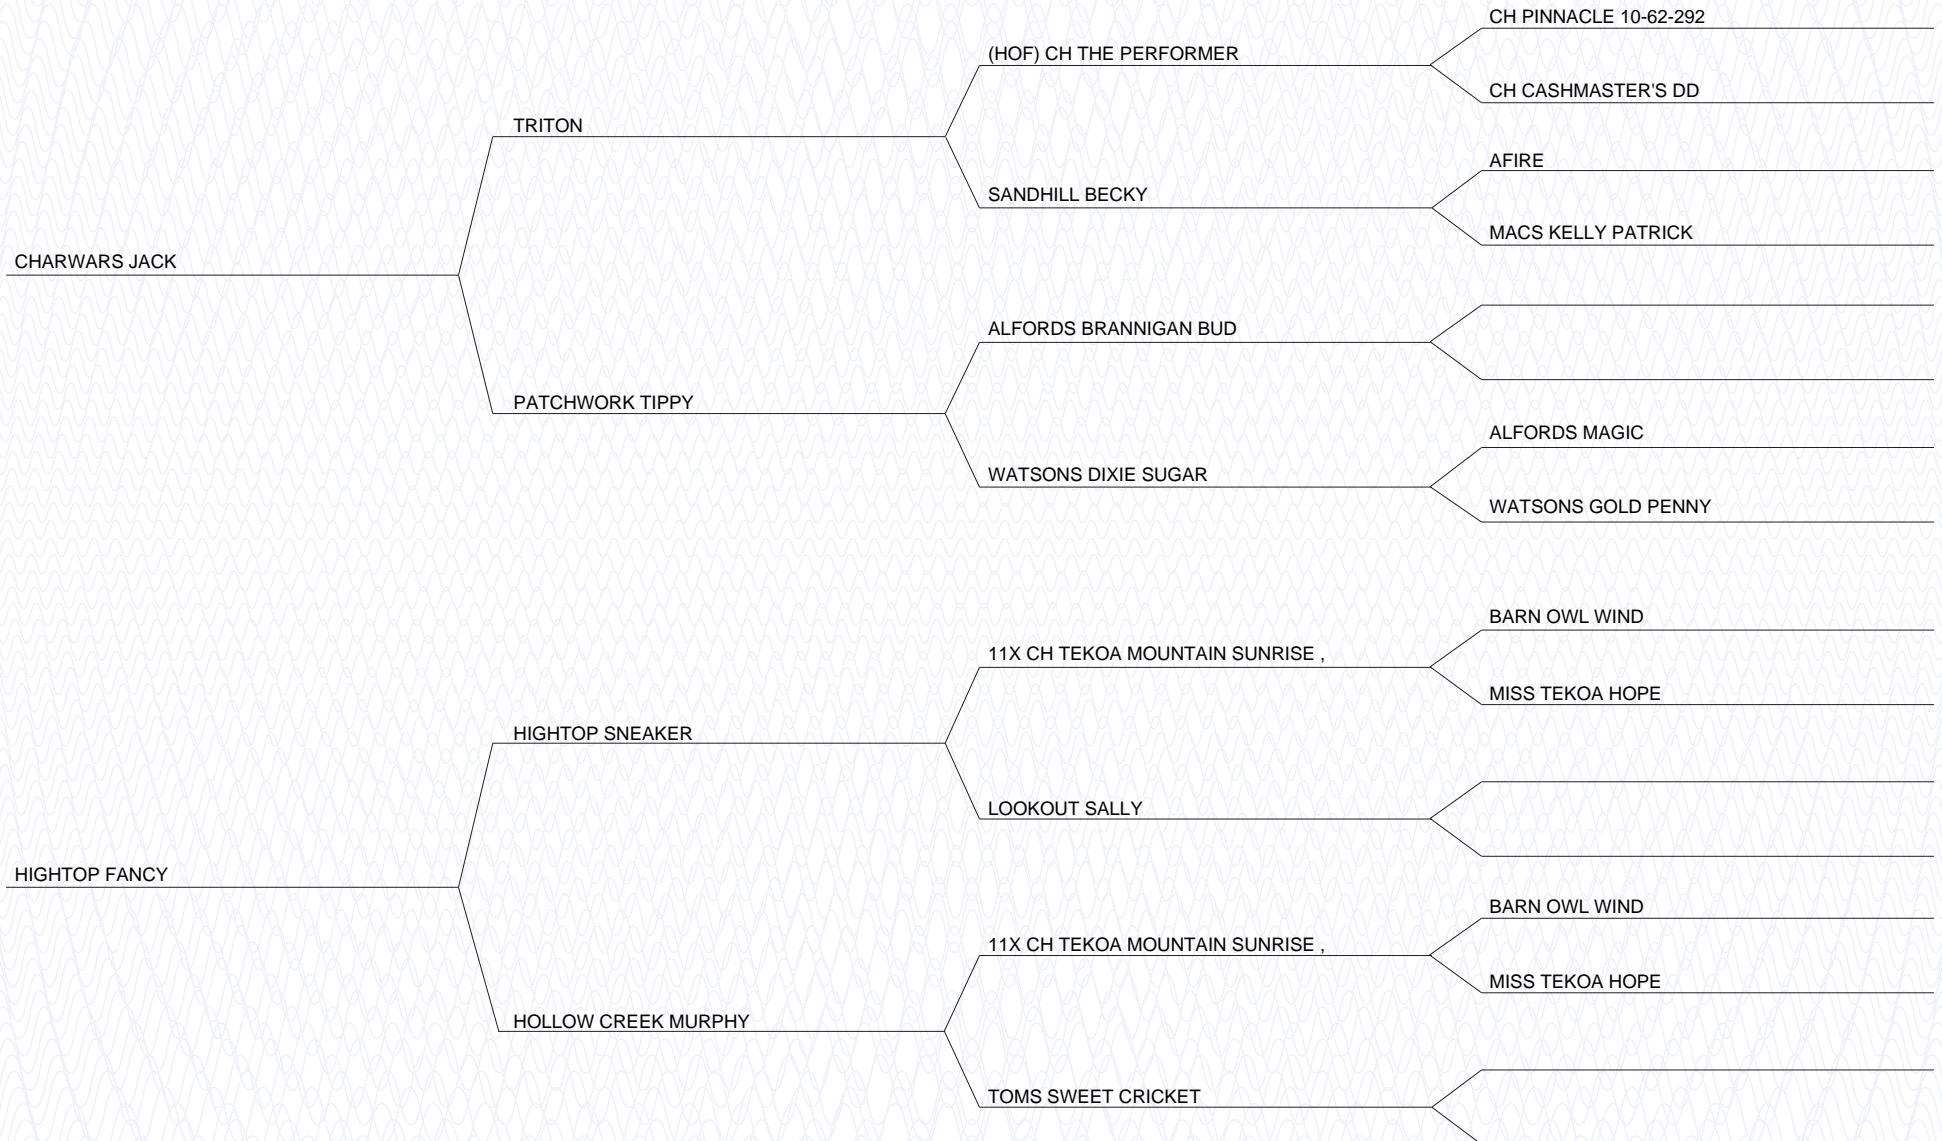 CH PINNACLE 10-62-292
(HOF) CH THE PERFORMER
CH CASHMASTER'S DD
TRITON
AFIRE
SANDHILL BECKY
MACS KELLY PATRICK
CHARWARS JACK
ALFORDS BRANNIGAN BUD
PATCHWORK TIPPY
ALFORDS MAGIC
WATSONS DIXIE SUGAR
WATSONS GOLD PENNY
BARN OWL WIND
11X CH TEKOA MOUNTAIN SUNRISE ,
MISS TEKOA HOPE
HIGHTOP SNEAKER
LOOKOUT SALLY
HIGHTOP FANCY
BARN OWL WIND
11X CH TEKOA MOUNTAIN SUNRISE ,
MISS TEKOA HOPE
HOLLOW CREEK MURPHY
TOMS SWEET CRICKET